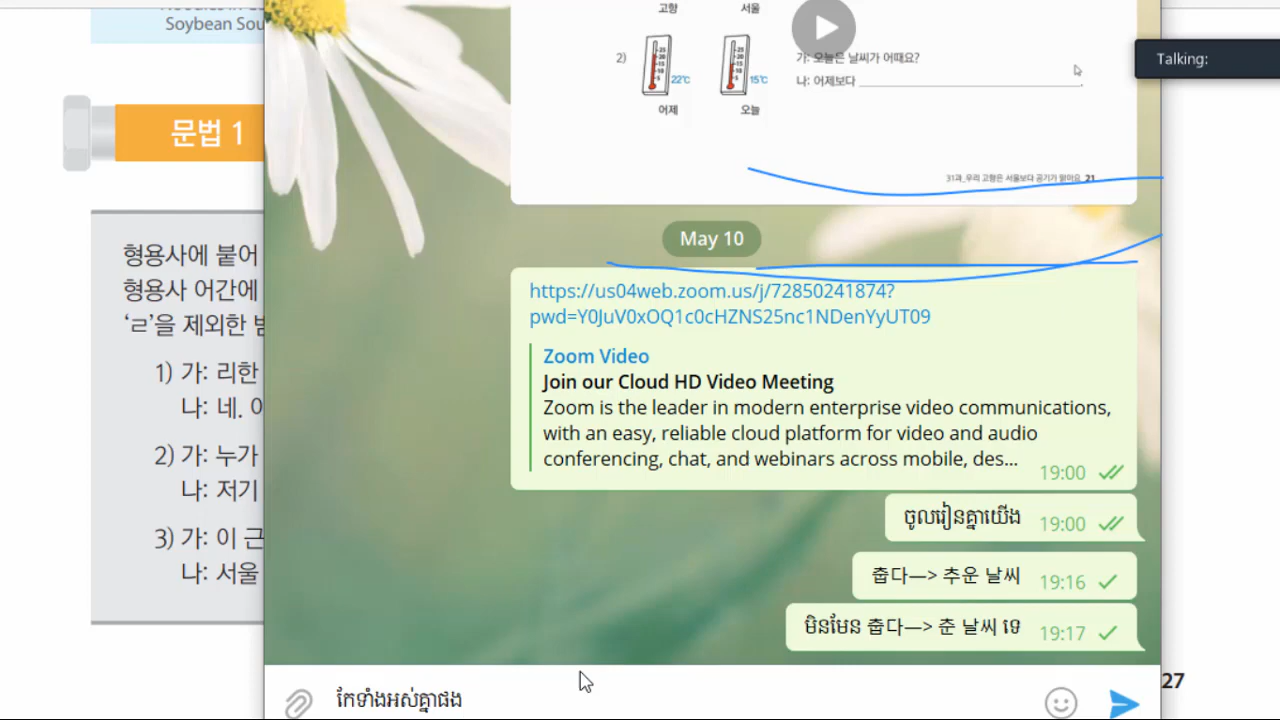 Soybean Sou
문법 1
형용사에 붙어
형용사 어간에
‘ㄹ’을 제외한
1) 가: 리한
나: 네. 이
2) 가: 누가
나: 저기
3) 가: 이 근
나: 서울
고향
서울
2)
22℃
15℃
어제
오늘
가: 오늘은 날씨가 어때요?
나: 어제보다
31과_우리 고향은 서울보다 공기가 맑아요 21
Talking:
May 10
https://us04web.zoom.us/j/72850241874?
pwd=Y0JuV0xOQ1c0cHZNS25nc1NDenYyUT09
Zoom Video
Join our Cloud HD Video Meeting
Zoom is the leader in modern enterprise video communications,
with an easy, reliable cloud platform for video and audio
conferencing, chat, and webinars across mobile, des...
19:00
ចូលរៀនគ្នាយើង 19:00
춥다—> 추운 날씨 19:16
មិនមែន 춥다—> 춘 날씨 ទេ 19:17
កែទាំងអស់គ្នាផង
27